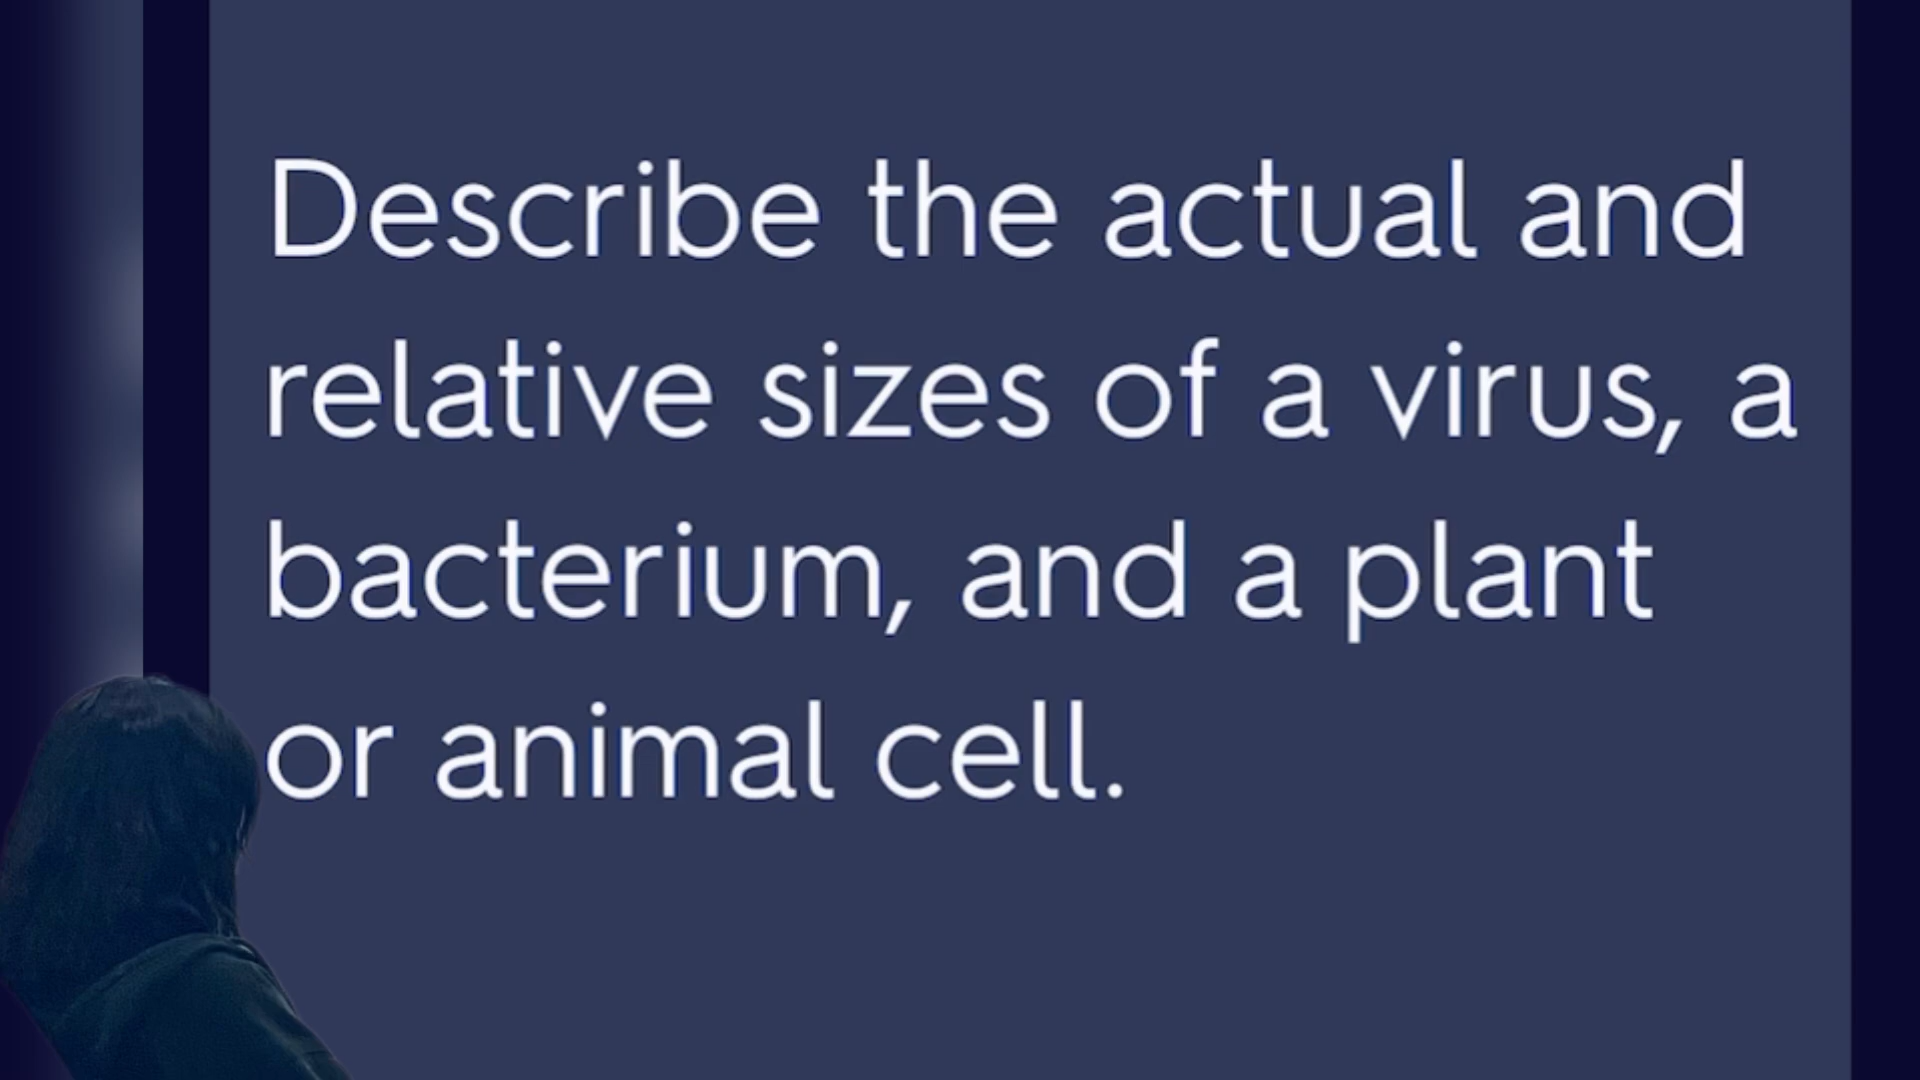 Describe the actual and
relative sizes of a virus, a
bacterium, and a plant
or animal cell.